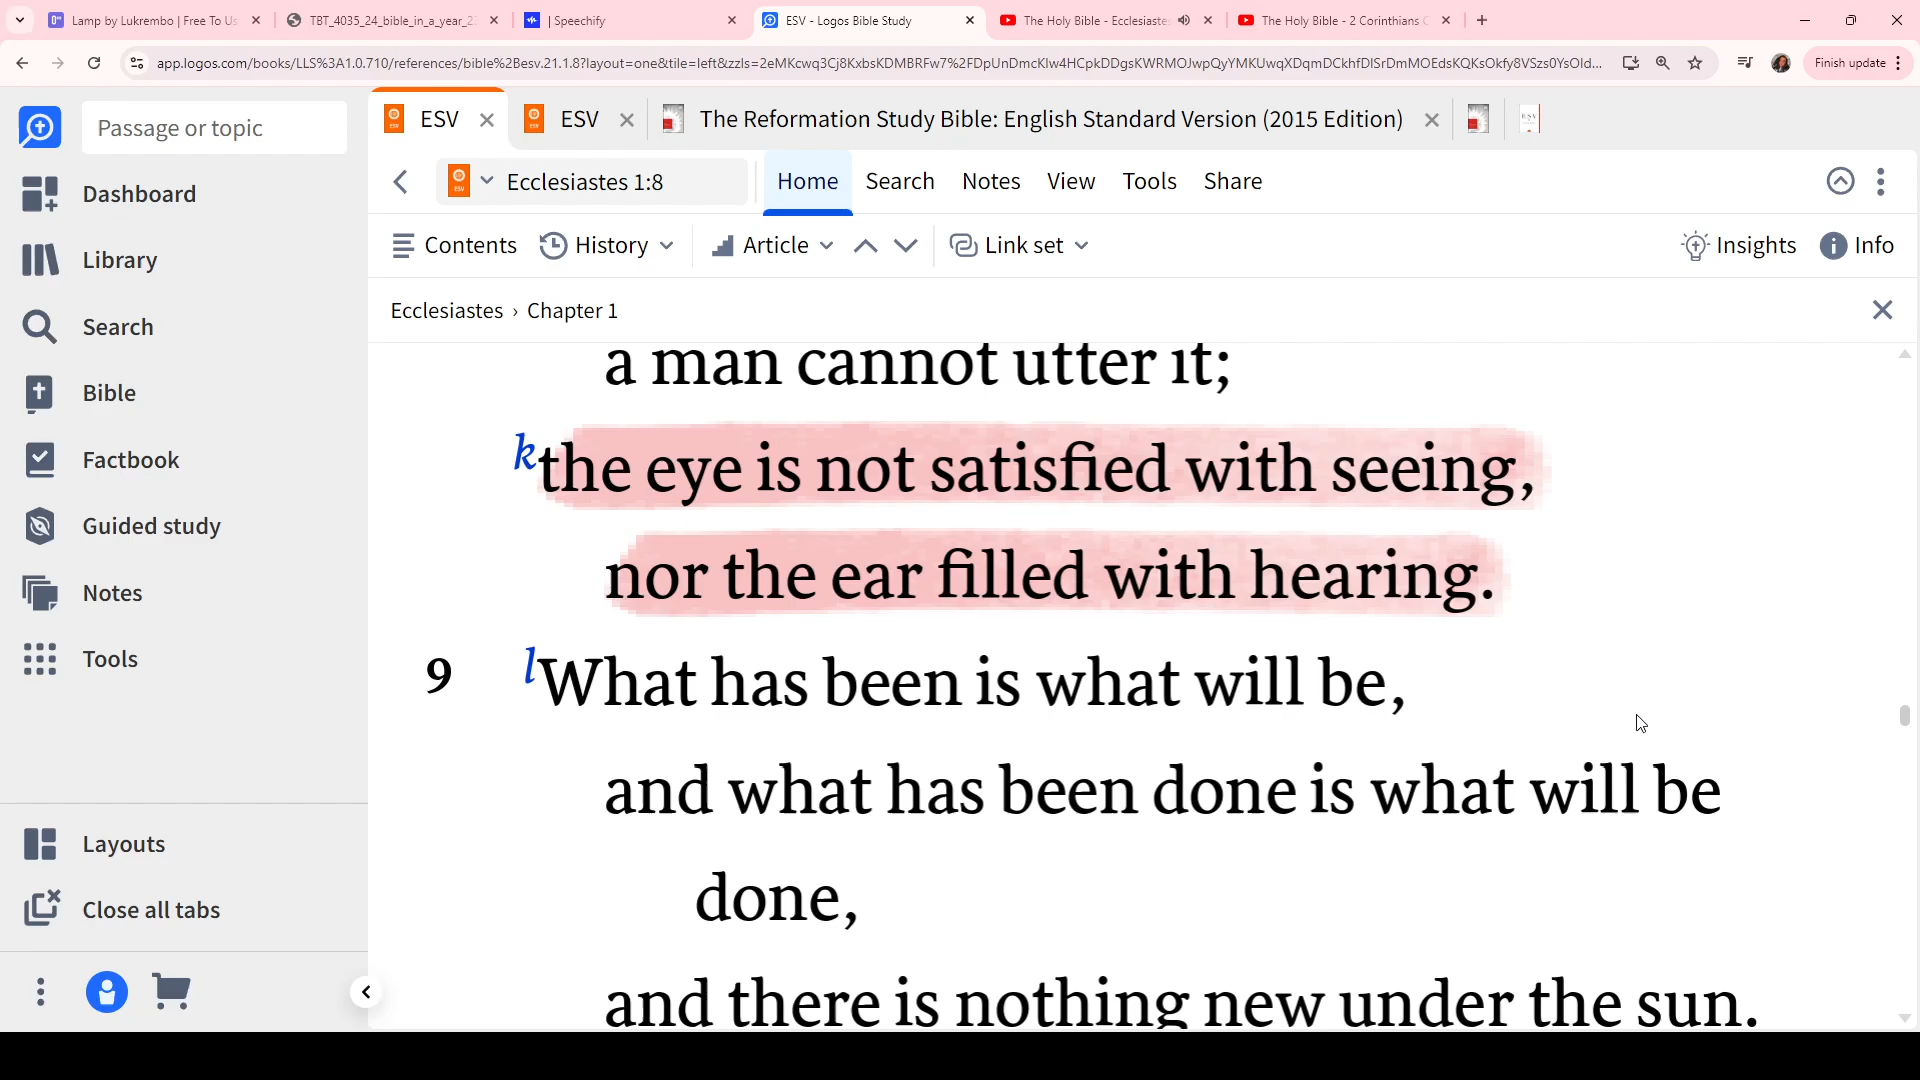 Lamp by Lukrembo | Free To Us
TBT_4035_24_bible_in_a_year_2
| Speechify
ESV - Logos Bible Study
The Holy Bible - Ecclesiaste
The Holy Bible - 2 Corinthians
app.logos.com/books/LLS%3A1.0.710/references/bible%2Besv.21.1.8?layout=one&tile=left&zzls=
Finish update
Passage or topic
Dashboard
Library
Search
Bible
Factbook
Guided study
Notes
Tools
Layouts
Close all tabs
ESV
ESV
The Reformation Study Bible: English Standard Version (2015 Edition)
Ecclesiastes 1:8
Home
Search
Notes
View
Tools
Share
Contents
History
Article
Link set
Insights
Info
Ecclesiastes › Chapter 1
a man cannot utter it;
k the eye is not satisfied with seeing,
nor the ear filled with hearing.
9 l What has been is what will be,
and what has been done is what will be
done,
and there is nothing new under the sun.